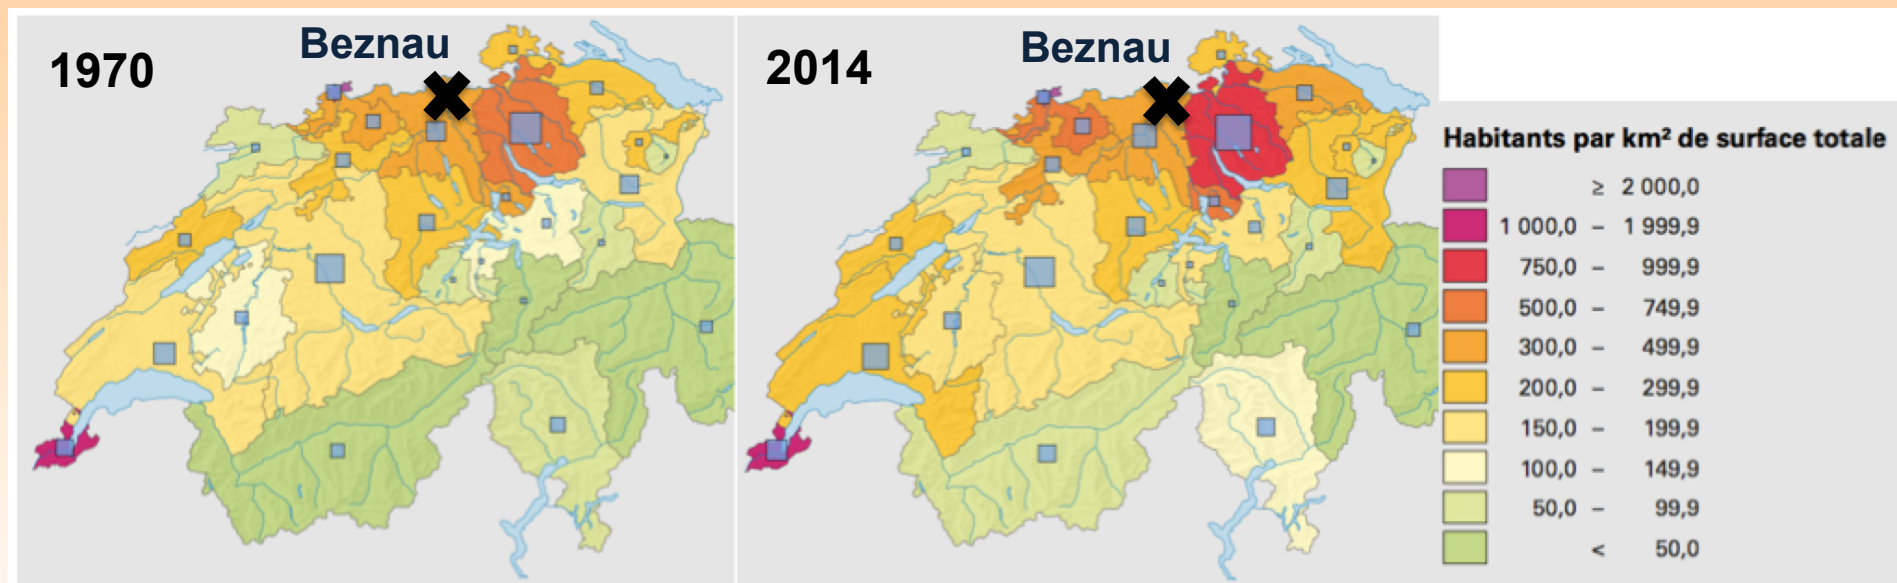 1970
Beznau
2014
Beznau
Habitants par km² de surface totale
≥ 2 000,0
1 000,0 – 1 999,9
750,0 – 999,9
500,0 – 749,9
300,0 – 499,9
200,0 – 299,9
150,0 – 199,9
100,0 – 149,9
50,0 – 99,9
< 50,0